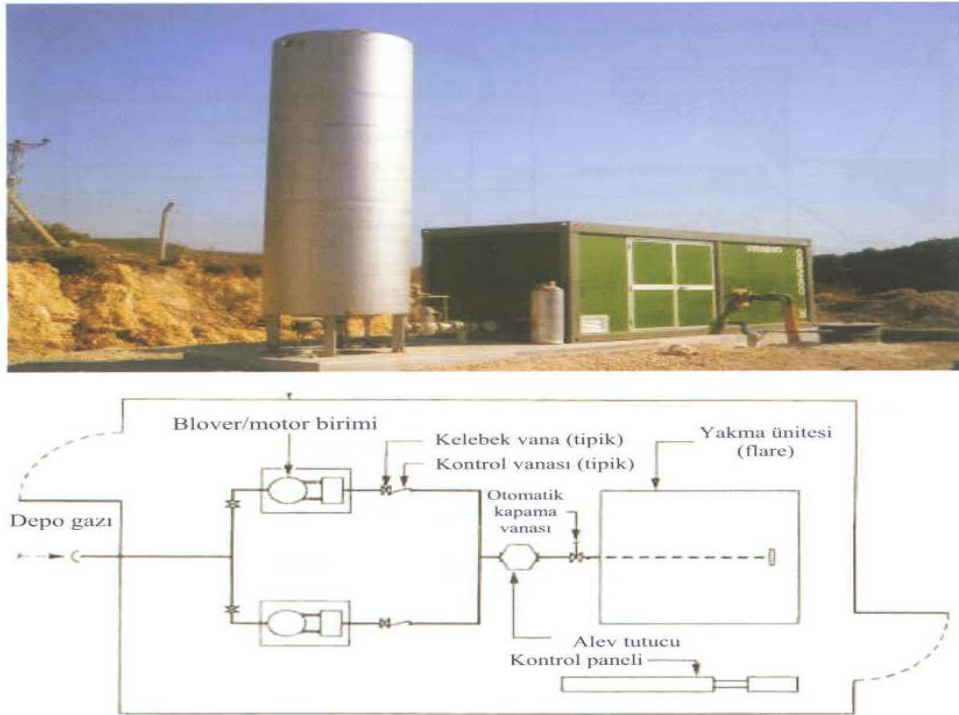 Blover/motor birimi
Kelebek vana (tipik)
Kontrol vanası (tipik)
Yakma ünitesi
(flare)
Otomatik
kapama
vanası
Depo gazı
Alev tutucu
Kontrol paneli